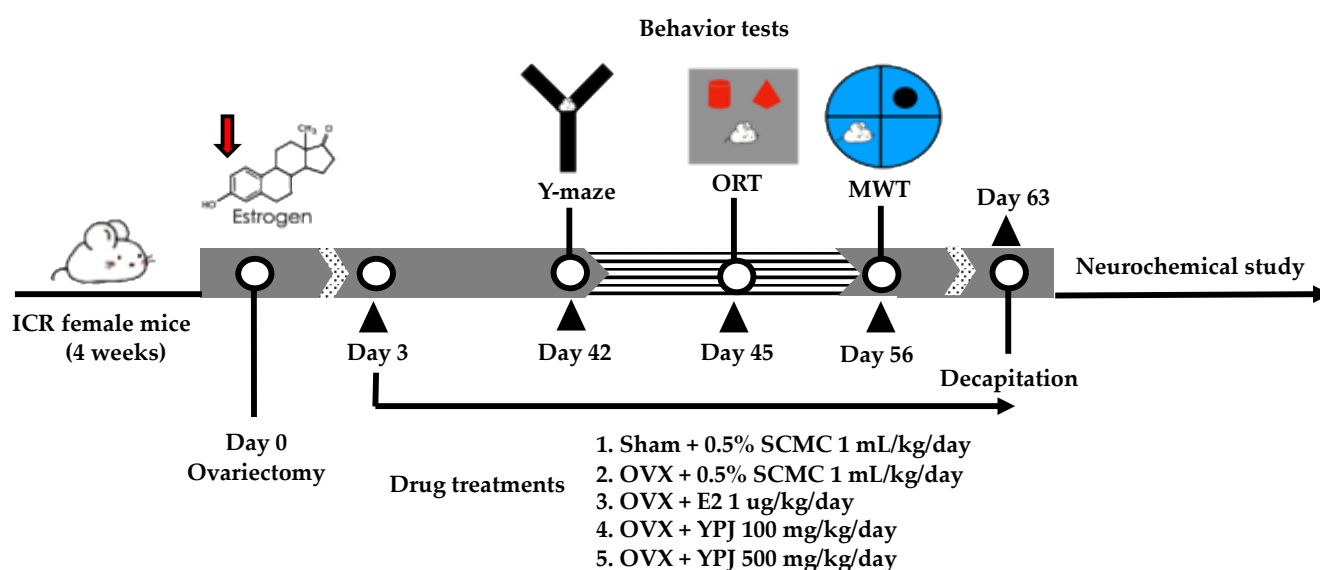 Behavior tests
CH₃
O
HO
Estrogen
Y-maze
ORT
MWT
Day 63
Neurochemical study
ICR female mice
(4 weeks)
Day 3
Day 42
Day 45
Day 56
Decapitation
Day 0
Ovariectomy
Drug treatments
1. Sham + 0.5% SCMC 1 mL/kg/day
2. OVX + 0.5% SCMC 1 mL/kg/day
3. OVX + E2 1 ug/kg/day
4. OVX + YPJ 100 mg/kg/day
5. OVX + YPJ 500 mg/kg/day